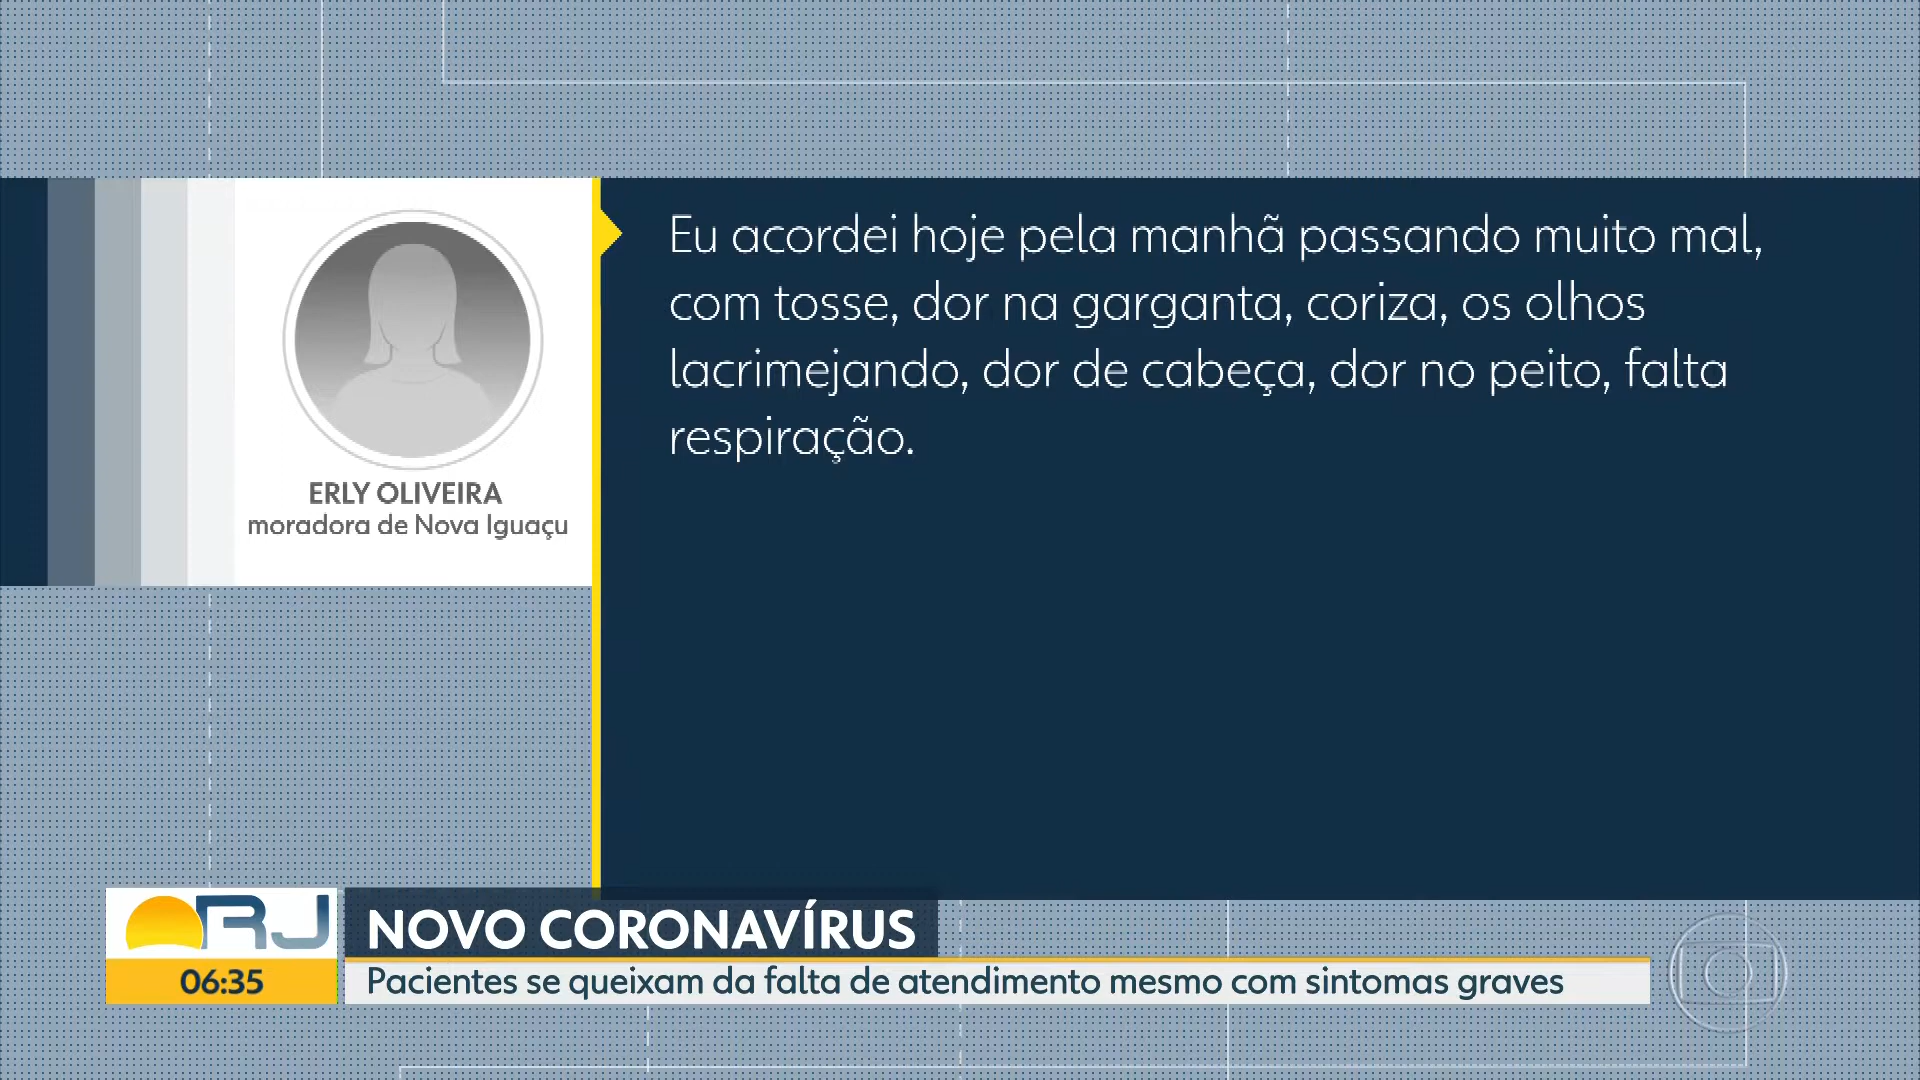 Eu acordei hoje pela manhã passando muito mal,
com tosse, dor na garganta, coriza, os olhos
lacrimejando, dor de cabeça, dor no peito, falta
respiração.
ERLY OLIVEIRA
moradora de Nova Iguaçu
RJ
NOVO CORONAVÍRUS
06:35
Pacientes se queixam da falta de atendimento mesmo com sintomas graves